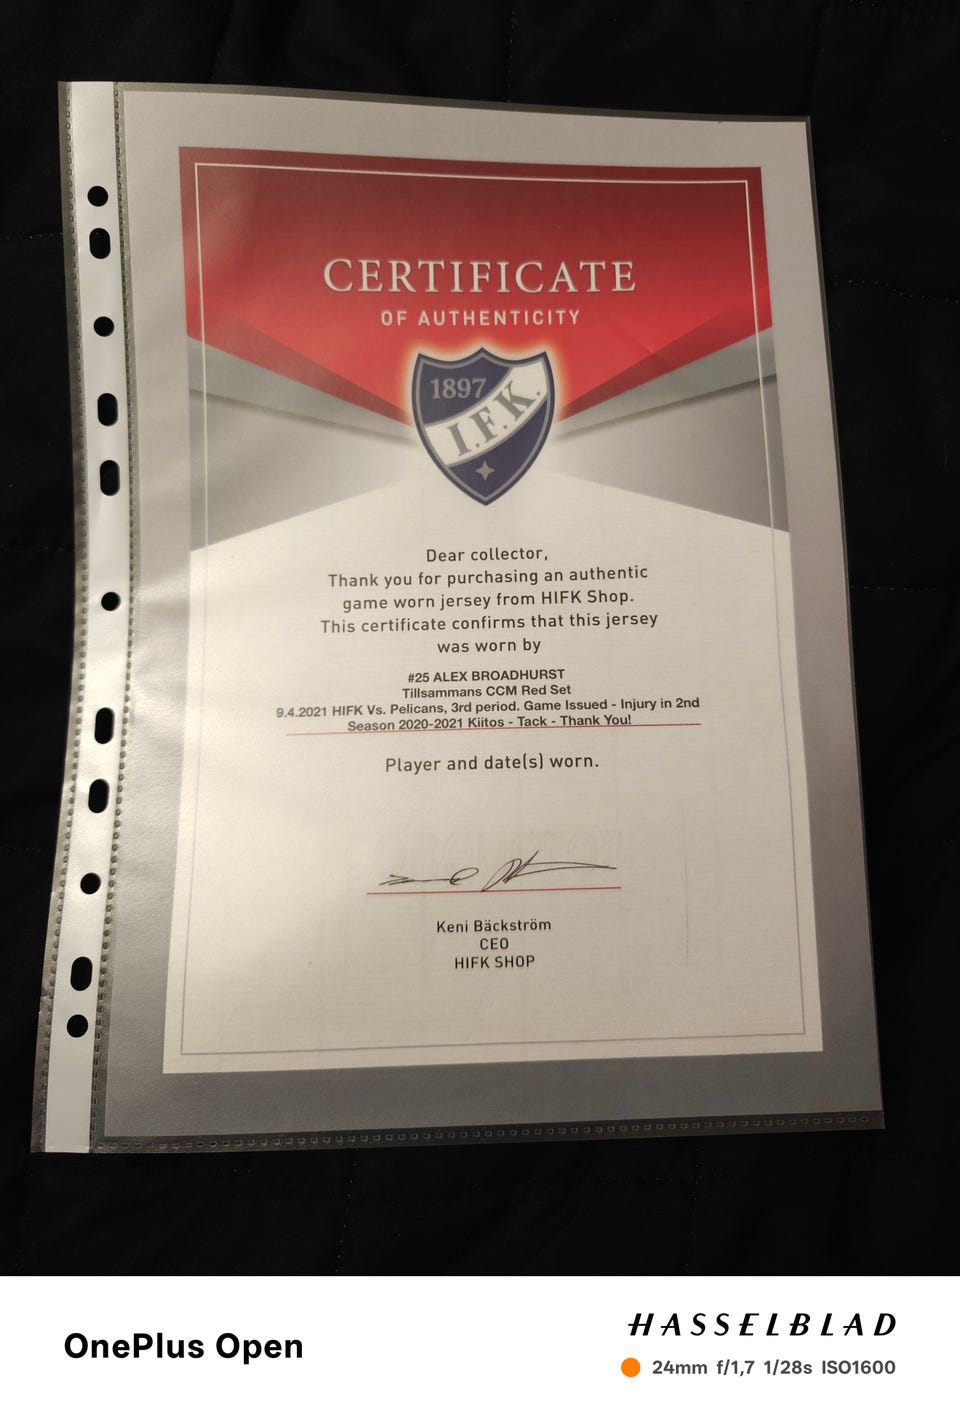 CERTIFICATE
OF AUTHENTICITY
1897
I.F.K.
Dear collector,
Thank you for purchasing an authentic
game worn jersey from HIFK Shop.
This certificate confirms that this jersey
was worn by
#25 ALEX BROADHURST
Tillsammans CCM Red Set
9.4.2021 HIFK Vs. Pelicans, 3rd period. Game Issued - Injury in 2nd
Season 2020-2021 Kiitos - Tack - Thank You!
Player and date(s) worn.
Keni Bäckström
CEO
HIFK SHOP
OnePlus Open
HASSELBLAD
24mm f/1,7 1/28s ISO1600